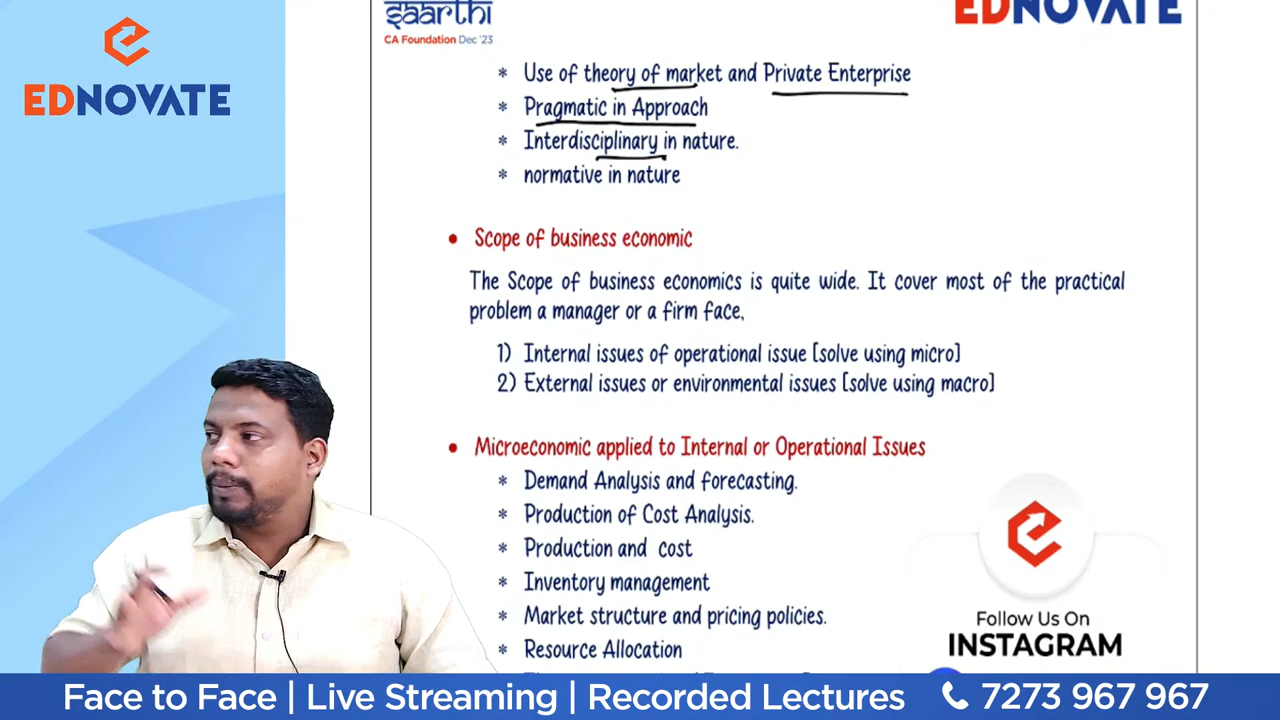 EDNOVATE
saarthi
CA Foundation Dec '23
EDNOVATE
* Use of theory of market and Private Enterprise
* Pragmatic in Approach
* Interdisciplinary in nature.
* normative in nature
• Scope of business economic
The Scope of business economics is quite wide. It cover most of the practical
problem a manager or a firm face,
1) Internal issues of operational issue [solve using micro]
2) External issues or environmental issues [solve using macro]
• Microeconomic applied to Internal or Operational Issues
* Demand Analysis and forecasting.
* Production of Cost Analysis.
* Production and cost
* Inventory management
* Market structure and pricing policies.
* Resource Allocation
Follow Us On
INSTAGRAM
Face to Face | Live Streaming | Recorded Lectures 7273 967 967